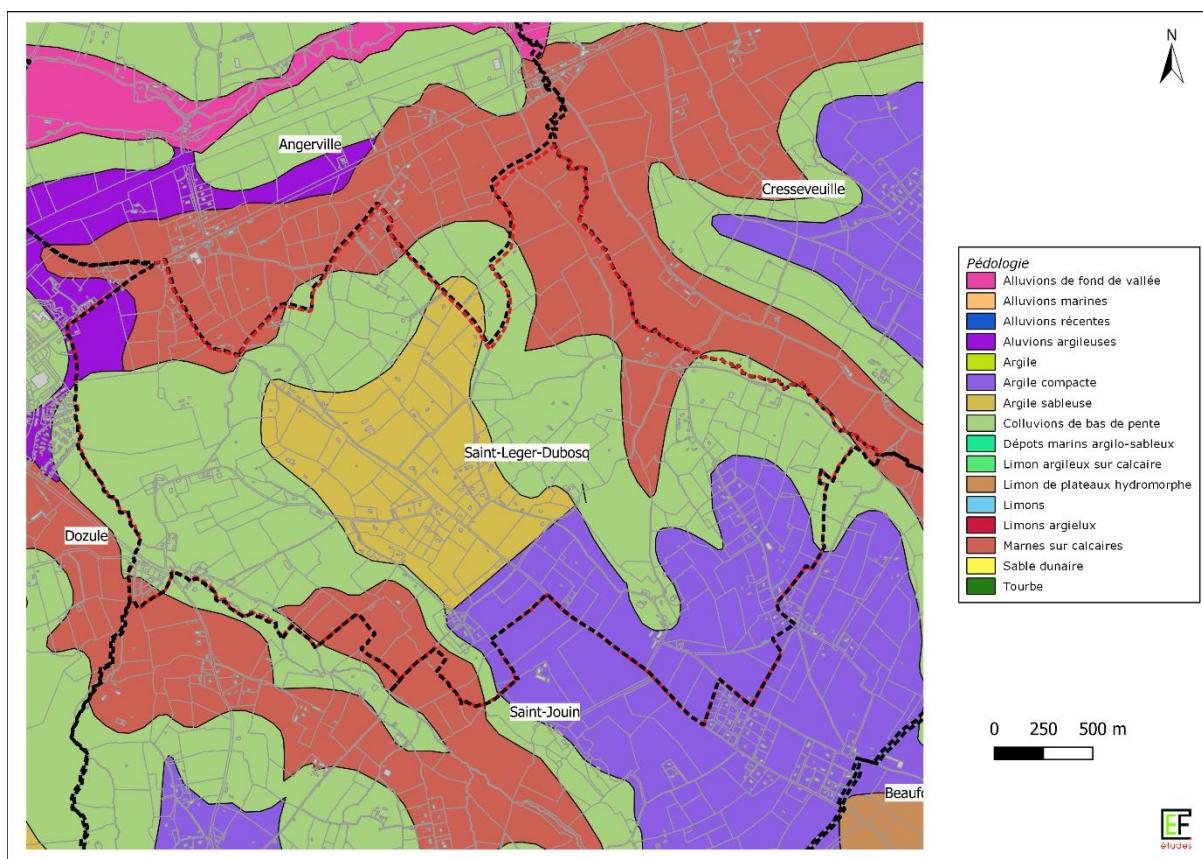 N
Angerville
Cresseveuille
Saint-Leger-Dubosq
Dozule
Saint-Jouin
Beaufo
Pédologie
Alluvions de fond de vallée
Alluvions marines
Alluvions récentes
Aluvions argileuses
Argile
Argile compacte
Argile sableuse
Colluvions de bas de pente
Dépots marins argilo-sableux
Limon argileux sur calcaire
Limon de plateaux hydromorphe
Limons
Limons argielux
Marnes sur calcaires
Sable dunaire
Tourbe
0 250 500 m
EF
études